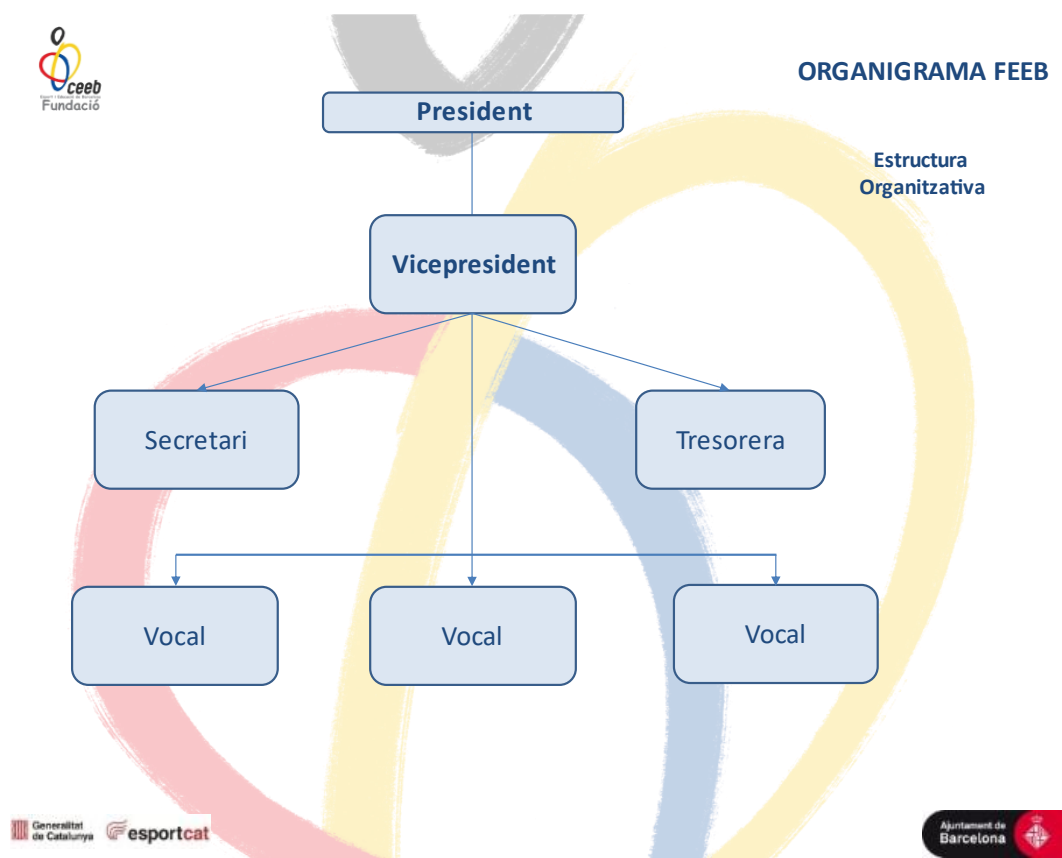 ceeb
Fundació
ORGANIGRAMA FEEB
President
Estructura
Organitzativa
Vicepresident
Secretari
Tresorera
Vocal
Vocal
Vocal
Generalitat
de Catalunya
esportcat
Ajuntament de
Barcelona